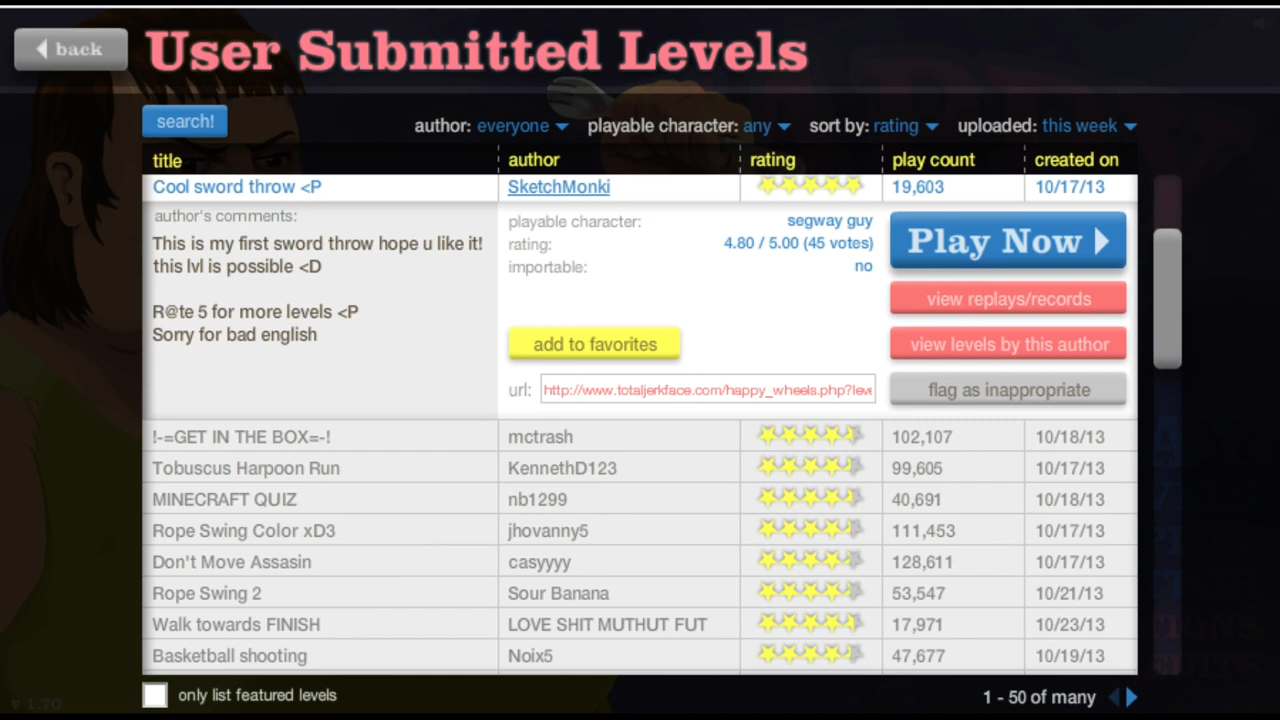 back
User Submitted Levels
search!
author: everyone playable character: any sort by: rating uploaded: this week
title author rating play count created on
Cool sword throw <P SketchMonki 19,603 10/17/13
author's comments:
This is my first sword throw hope u like it!
this lvl is possible <D
R@te 5 for more levels <P
Sorry for bad english
playable character: segway guy
rating: 4.80 / 5.00 (45 votes)
importable: no
add to favorites
url: http://www.totaljerkface.com/happy_wheels.php?leve
Play Now
view replays/records
view levels by this author
flag as inappropriate
!-=GET IN THE BOX=-! mctrash 102,107 10/18/13
Tobuscus Harpoon Run KennethD123 99,605 10/17/13
MINECRAFT QUIZ nb1299 40,691 10/18/13
Rope Swing Color xD3 jhovanny5 111,453 10/17/13
Don't Move Assasin casyyyy 128,611 10/17/13
Rope Swing 2 Sour Banana 53,547 10/21/13
Walk towards FINISH LOVE SHIT MUTHUT FUT 17,971 10/23/13
Basketball shooting Noix5 47,677 10/19/13
only list featured levels
1 - 50 of many
v 1.70